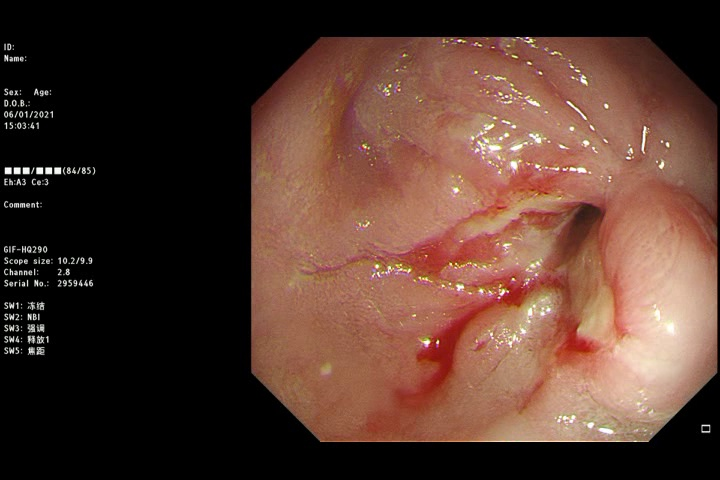 ID:
Name:
Sex: Age:
D.O.B.:
06/01/2021
15:03:41
■■■/■■■(84/85)
Eh:A3 Ce:3
Comment:
GIF-HQ290
Scope size: 10.2/9.9
Channel: 2.8
Serial No.: 2959446
SW1: 冻结
SW2: NBI
SW3: 强调
SW4: 释放1
SW5: 焦距